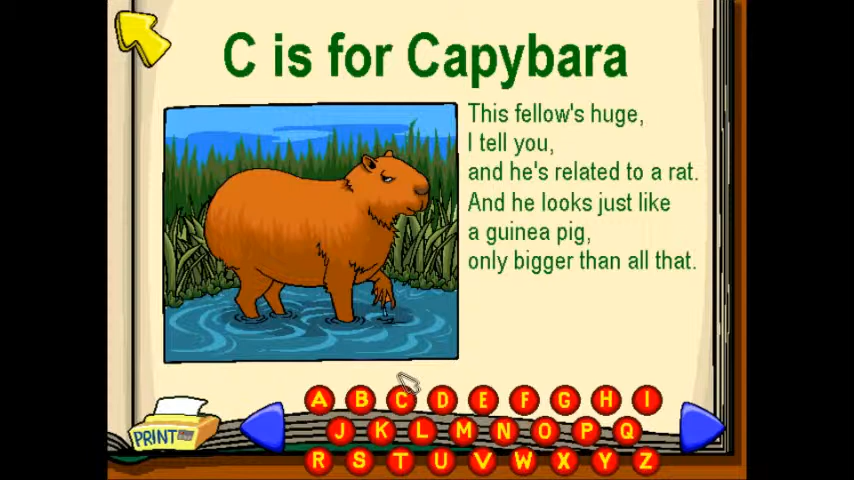 C is for Capybara
This fellow's huge,
I tell you,
and he's related to a rat.
And he looks just like
a guinea pig,
only bigger than all that.
PRINT
A B C D E F G H I
J K L M N O P Q
R S T U V W X Y Z